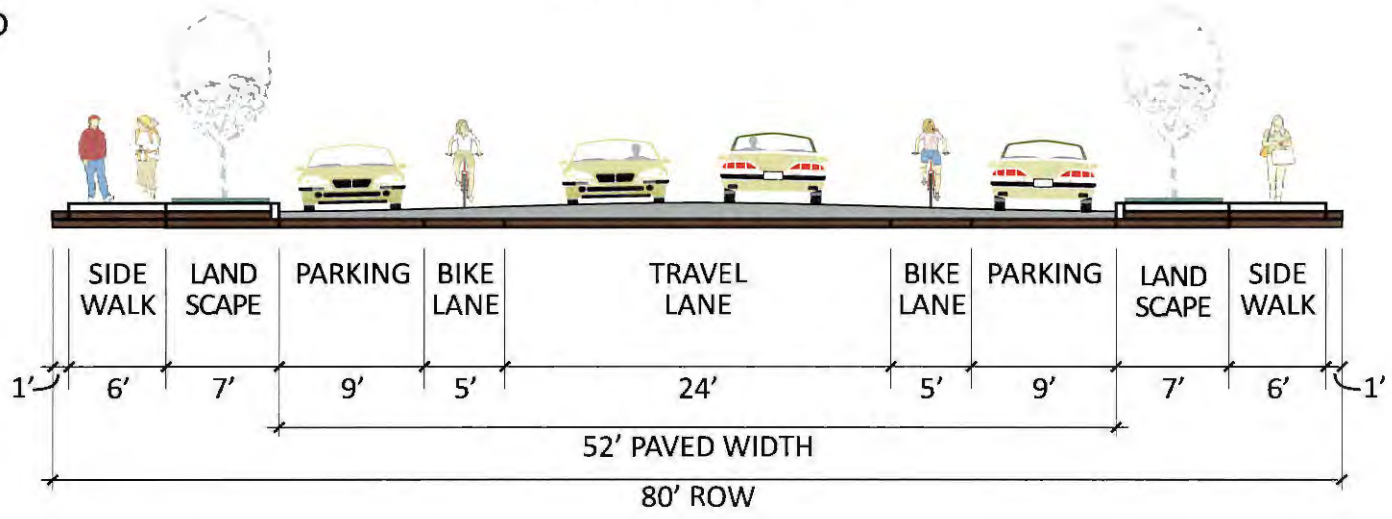 SIDE
WALK
LAND
SCAPE
PARKING
BIKE
LANE
TRAVEL
LANE
BIKE
LANE
PARKING
LAND
SCAPE
SIDE
WALK
1' 6' 7' 9' 5' 24' 5' 9' 7' 6' 1'
52' PAVED WIDTH
80' ROW